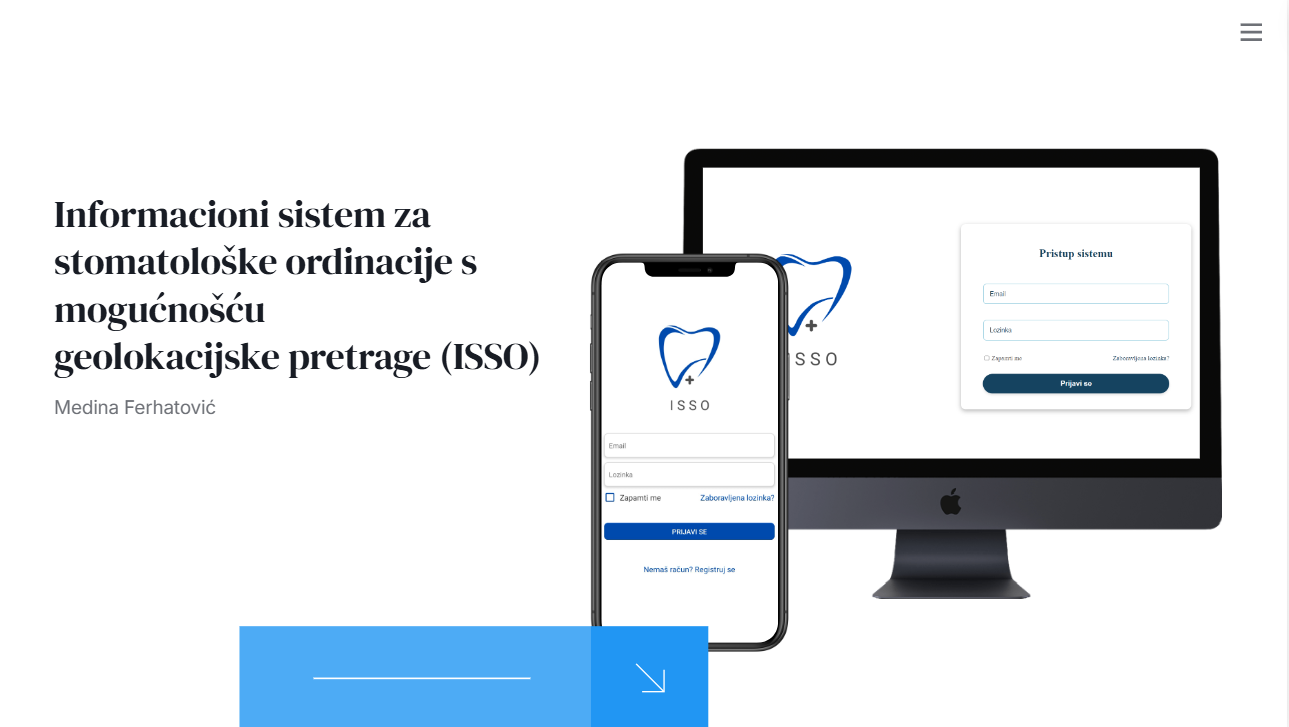 Informacioni sistem za
stomatološke ordinacije s
mogućnošću
geolokacijske pretrage (ISSO)
Medina Ferhatović
ISSO
Email
Lozinka
Zapamti me
Zaboravljena lozinka?
PRIJAVI SE
Nemaš račun? Registruj se
ISSO
Pristup sistemu
Email
Lozinka
Zapamti me
Zaboravljena lozinka?
Prijavi se